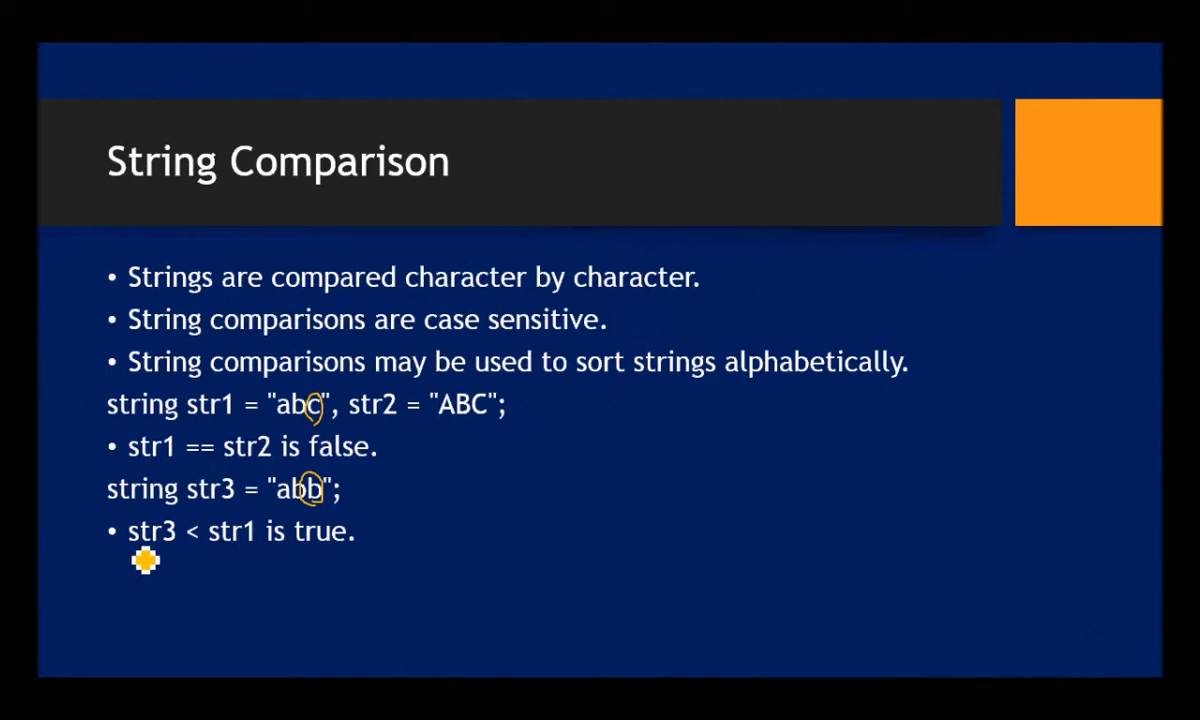 String Comparison
• Strings are compared character by character.
• String comparisons are case sensitive.
• String comparisons may be used to sort strings alphabetically.
string str1 = "abc", str2 = "ABC";
• str1 == str2 is false.
string str3 = "abb";
• str3 < str1 is true.